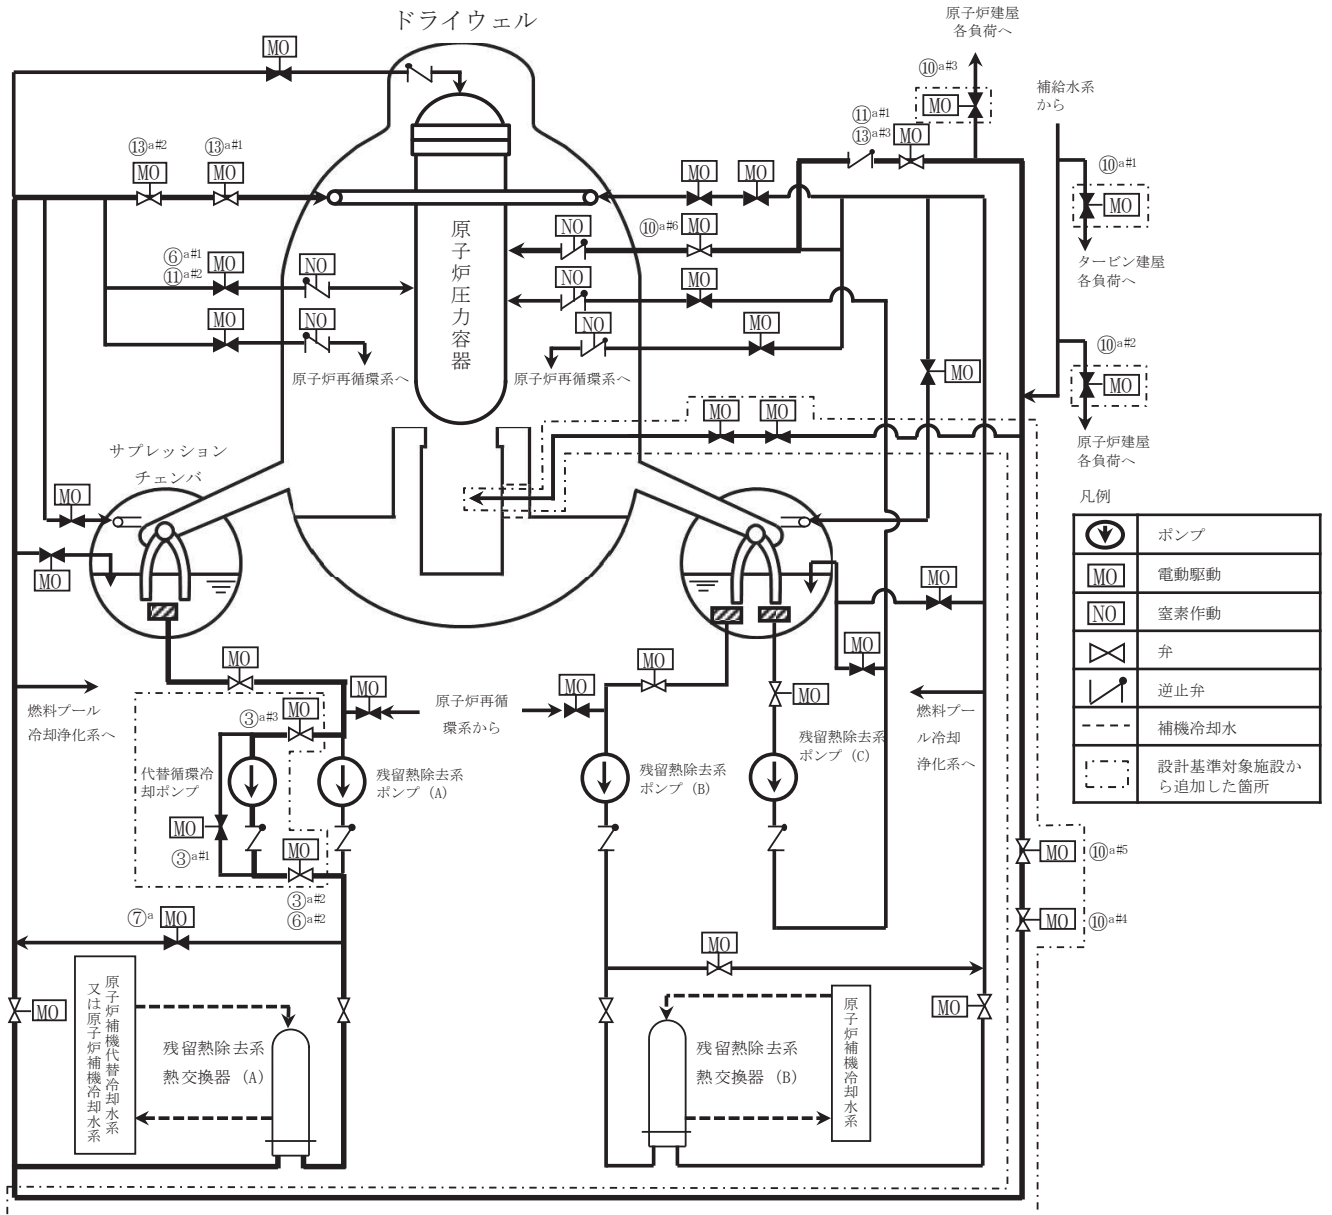 ドライウェル
原子炉建屋
各負荷へ
MO
⑩a#3
MO
補給水系
から
⑪a#1
⑬a#3
MO
⑬a#2
MO
⑬a#1
MO
MO
MO
⑩a#1
MO
タービン建屋
各負荷へ
⑥a#1
⑪a#2
MO
NO
原子炉圧力容器
NO
⑩a#6
MO
NO
MO
MO
NO
NO
MO
原子炉再循環系へ
原子炉再循環系へ
MO
⑩a#2
MO
原子炉建屋
各負荷へ
MO
MO
サプレッション
チェンバ
MO
MO
凡例
ポンプ
MO
電動駆動
NO
窒素作動
弁
逆止弁
補機冷却水
設計基準対象施設か
ら追加した箇所
MO
MO
MO
MO
MO
MO
MO
燃料プール
冷却浄化系へ
③a#3
MO
原子炉再循
環系から
燃料プー
ル冷却
浄化系へ
代替循環冷
却ポンプ
残留熱除去系
ポンプ(A)
残留熱除去系
ポンプ(B)
残留熱除去系
ポンプ(C)
MO
③a#1
MO
③a#2
⑥a#2
MO
⑩a#5
MO
⑩a#4
⑦a
MO
MO
MO
MO
原子炉補機代替冷却水系
又は原子炉補機冷却水系
残留熱除去系
熱交換器(A)
残留熱除去系
熱交換器(B)
原子炉補機冷却水系